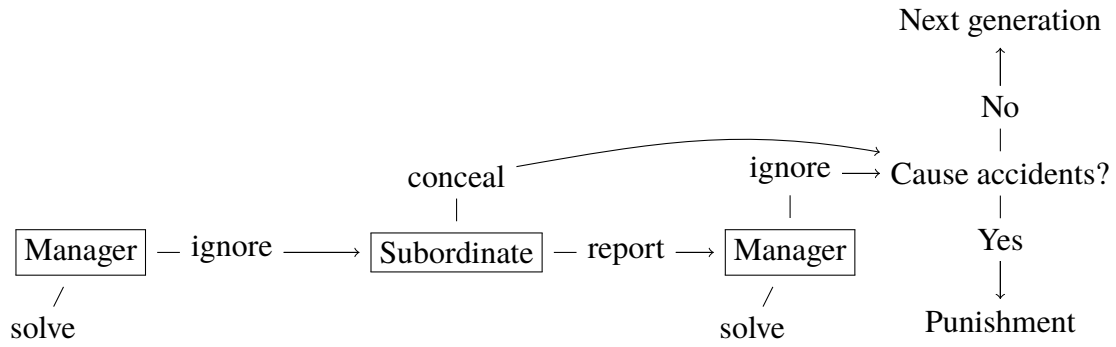 Next generation
No
conceal
ignore
Cause accidents?
Manager
ignore
Subordinate
report
Manager
Yes
solve
solve
Punishment